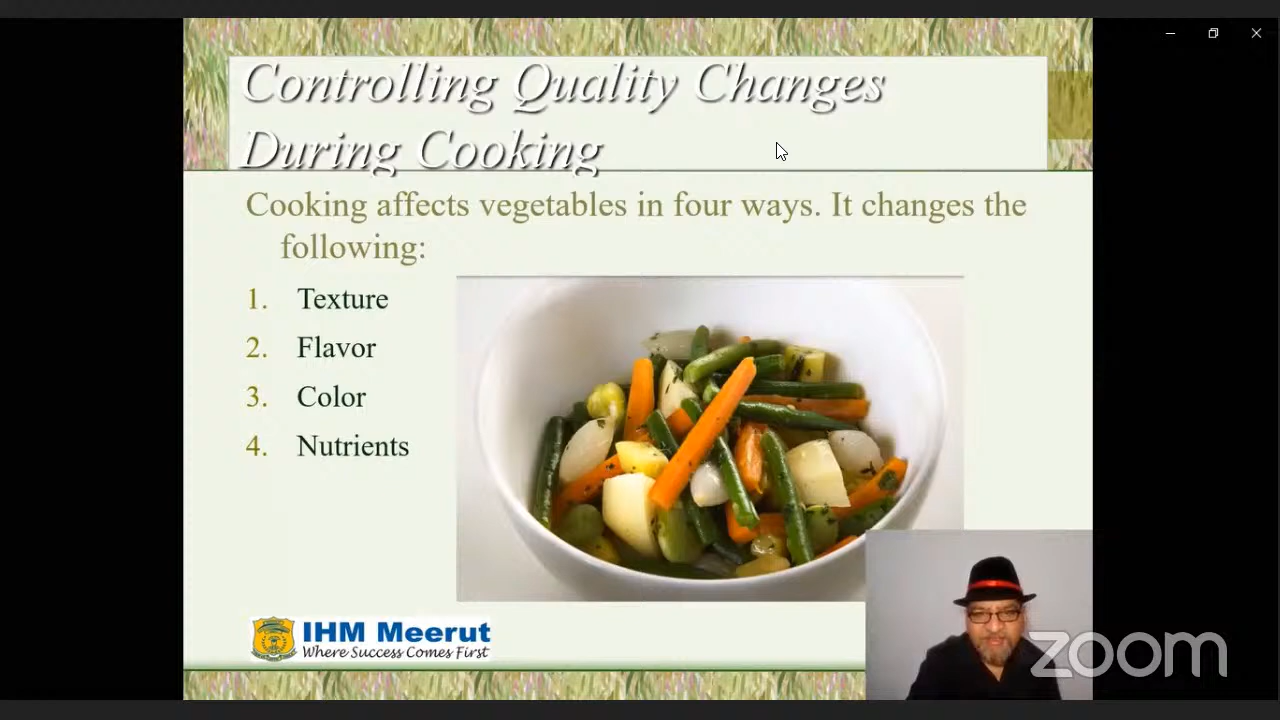 Controlling Quality Changes
During Cooking
Cooking affects vegetables in four ways. It changes the
following:
1. Texture
2. Flavor
3. Color
4. Nutrients
IHM Meerut
Where Success Comes First
zoom